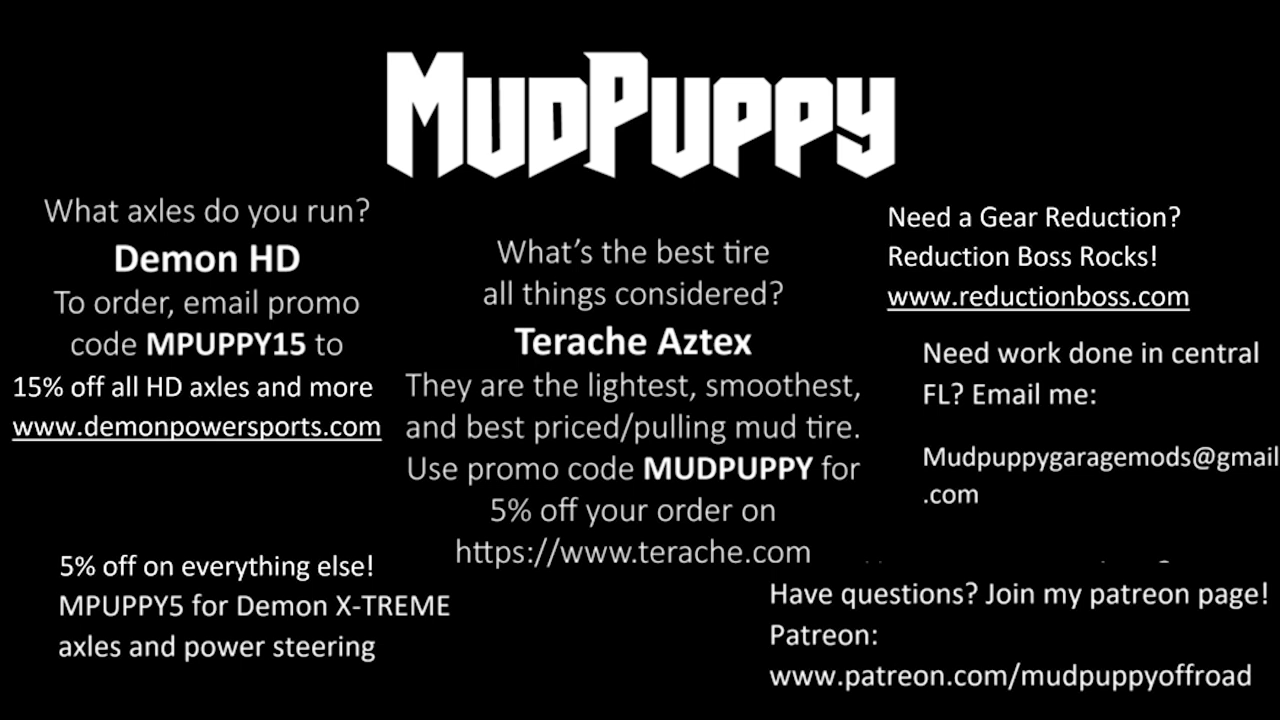 MUDPUPPY
What axles do you run?
Demon HD
To order, email promo
code MPUPPY15 to
15% off all HD axles and more
www.demonpowersports.com
5% off on everything else!
MPUPPY5 for Demon X-TREME
axles and power steering
What’s the best tire
all things considered?
Terache Aztex
They are the lightest, smoothest,
and best priced/pulling mud tire.
Use promo code MUDPUPPY for
5% off your order on
https://www.terache.com
Need a Gear Reduction?
Reduction Boss Rocks!
www.reductionboss.com
Need work done in central
FL? Email me:
Mudpuppygaragemods@gmail
.com
Have questions? Join my patreon page!
Patreon:
www.patreon.com/mudpuppyoffroad